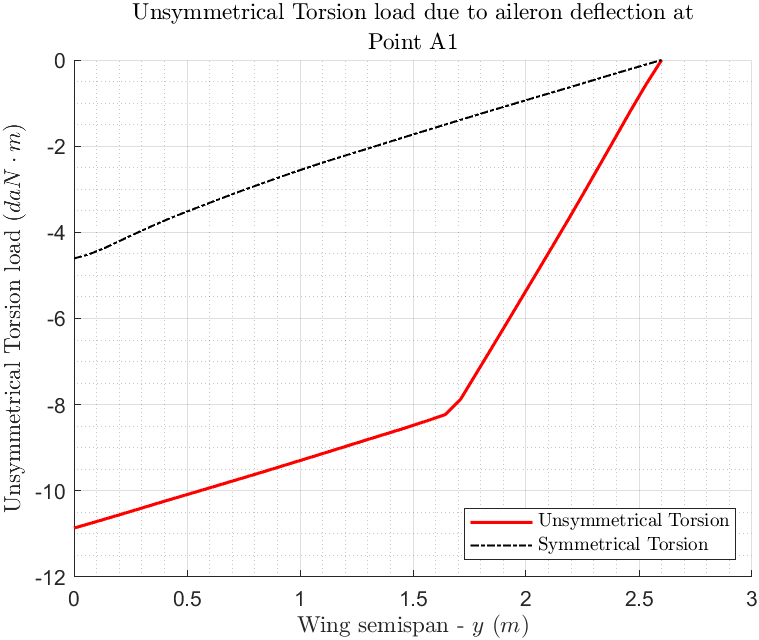 Unsymmetrical Torsion load due to aileron deflection at
Point A1
Unsymmetrical Torsion load (daN · m)
0
-2
-4
-6
-8
-10
-12
0 0.5 1 1.5 2 2.5 3
Wing semispan - y (m)
Unsymmetrical Torsion
Symmetrical Torsion